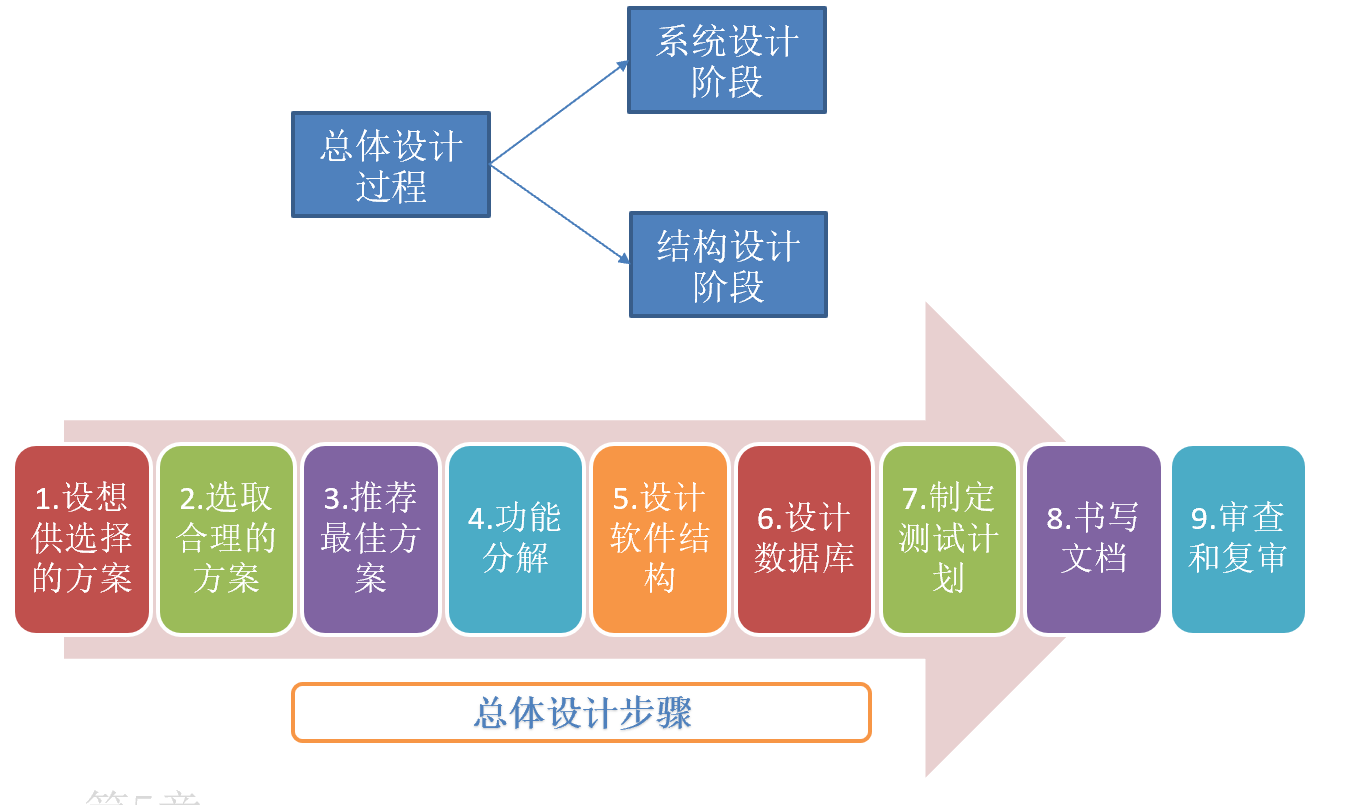 系统设计
阶段
总体设计
过程
结构设计
阶段
1.设想
供选择
的方案
2.选取
合理的
方案
3.推荐
最佳方
案
4.功能
分解
5.设计
软件结
构
6.设计
数据库
7.制定
测试计
划
8.书写
文档
9.审查
和复审
总体设计步骤
第5章